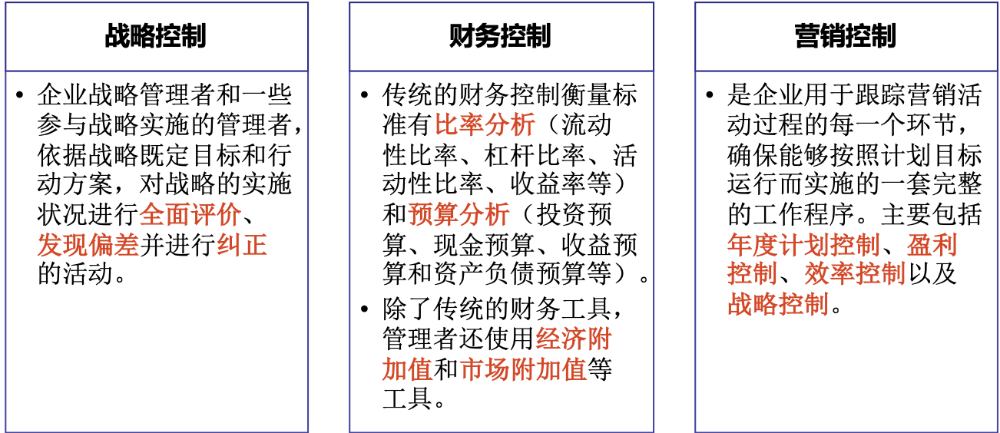 战略控制
• 企业战略管理者和一些
参与战略实施的管理者，
依据战略既定目标和行
动方案，对战略的实施
状况进行全面评价、
发现偏差并进行纠正
的活动。
财务控制
• 传统的财务控制衡量标
准有比率分析（流动
性比率、杠杆比率、活
动性比率、收益率等）
和预算分析（投资预
算、现金预算、收益预
算和资产负债预算等）。
• 除了传统的财务工具，
管理者还使用经济附
加值和市场附加值等
工具。
营销控制
• 是企业用于跟踪营销活
动过程的每一个环节，
确保能够按照计划目标
运行而实施的一套完整
的工作程序。主要包括
年度计划控制、盈利
控制、效率控制以及
战略控制。